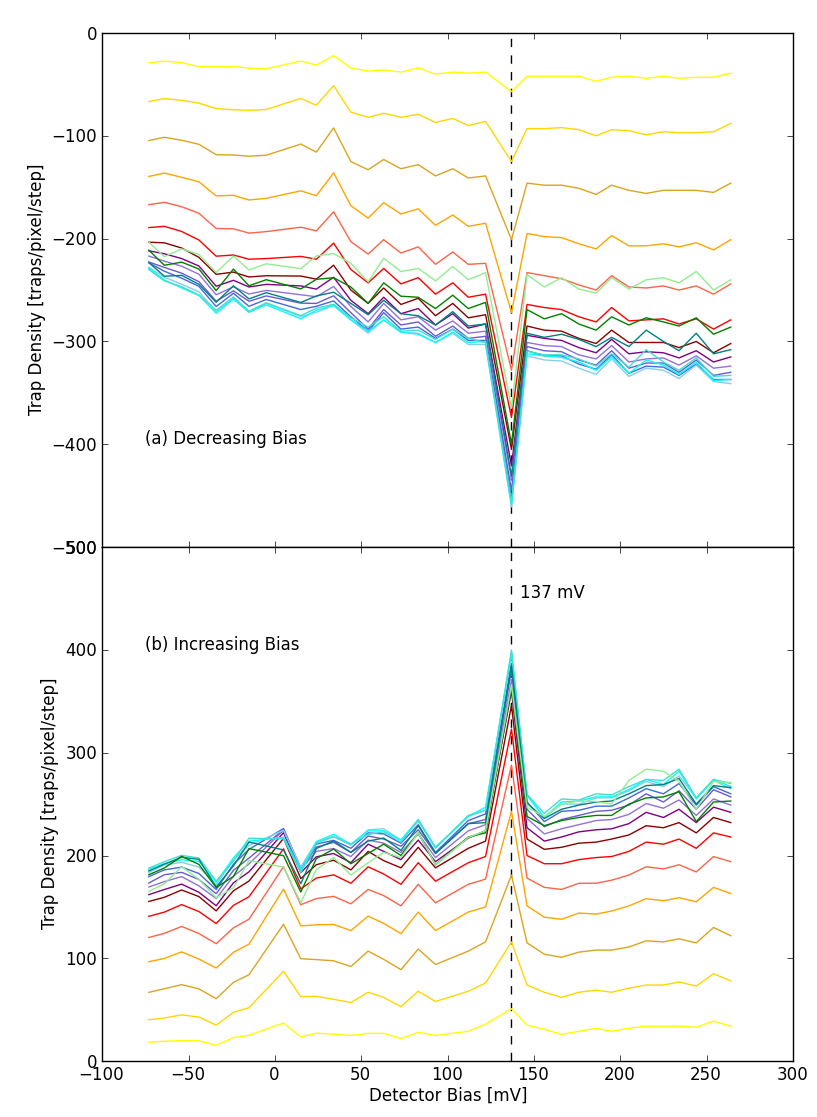 0
−100
−200
−300
−400
−500
Trap Density [traps/pixel/step]
(a) Decreasing Bias
500
400
300
200
100
0
Trap Density [traps/pixel/step]
137 mV
(b) Increasing Bias
−100 −50 0 50 100 150 200 250 300
Detector Bias [mV]